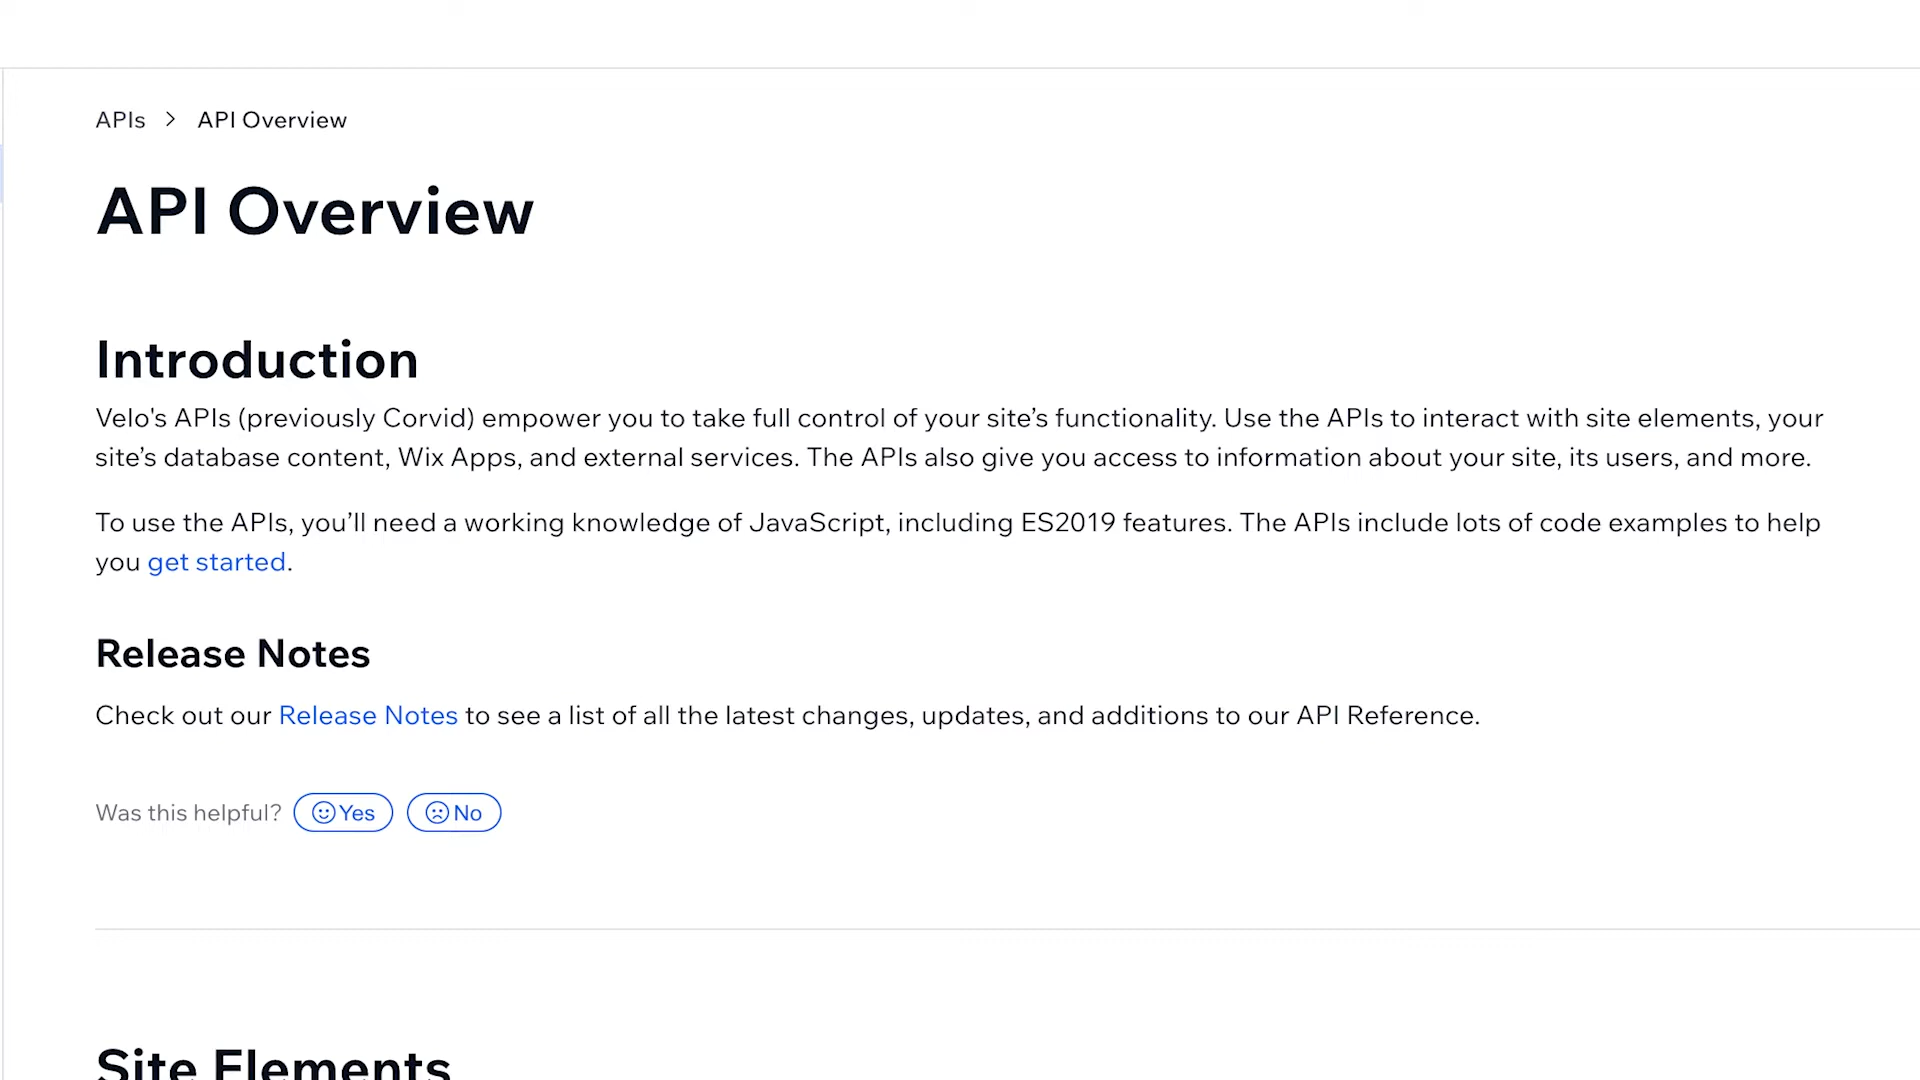 APIs > API Overview
API Overview
Introduction
Velo's APIs (previously Corvid) empower you to take full control of your site’s functionality. Use the APIs to interact with site elements, your
site’s database content, Wix Apps, and external services. The APIs also give you access to information about your site, its users, and more.
To use the APIs, you’ll need a working knowledge of JavaScript, including ES2019 features. The APIs include lots of code examples to help
you get started.
Release Notes
Check out our Release Notes to see a list of all the latest changes, updates, and additions to our API Reference.
Was this helpful? Yes No
Site Elements